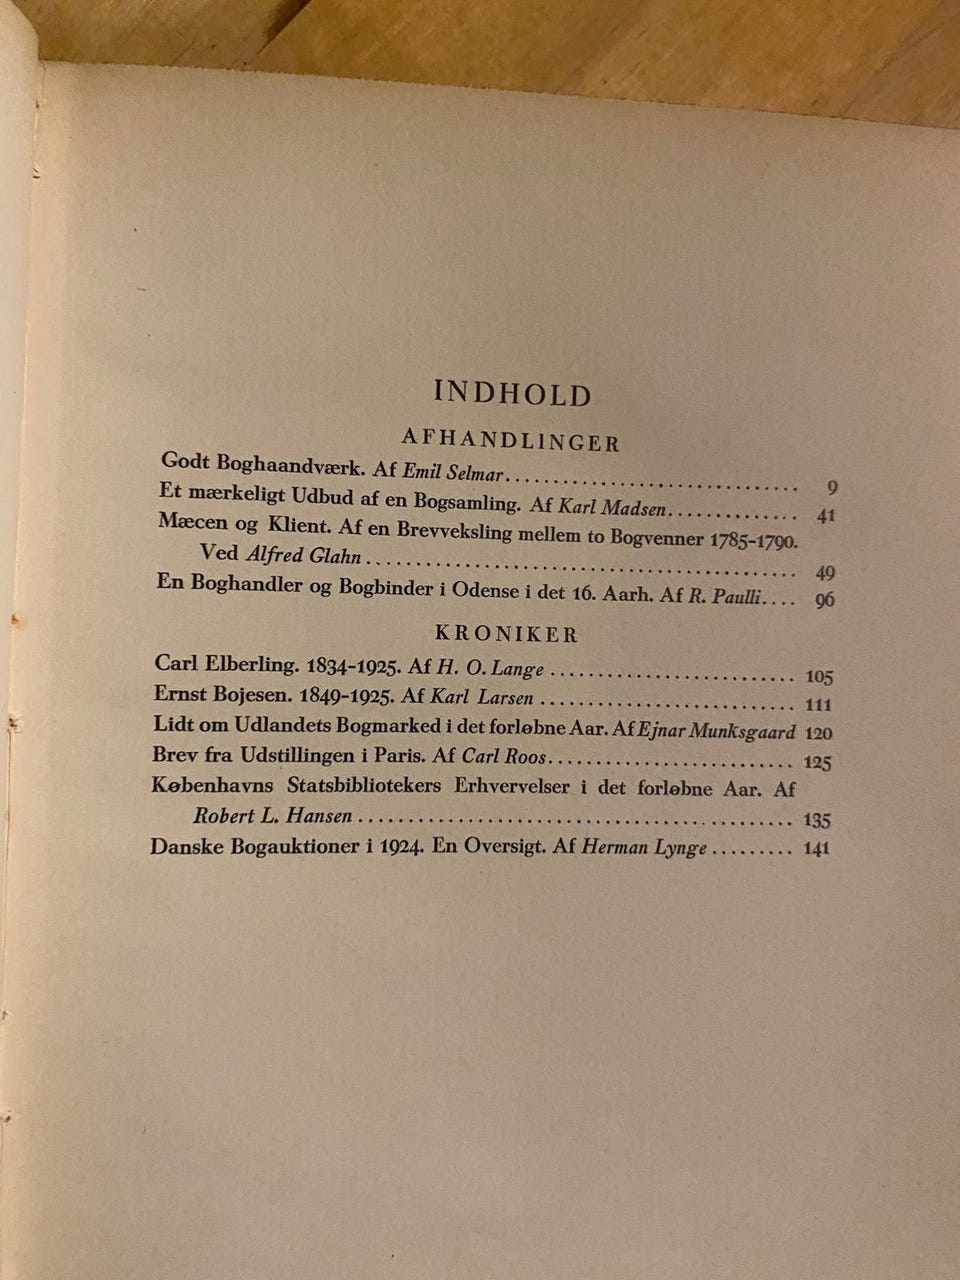 INDHOLD
AFHANDLINGER
Godt Boghaandværk. Af Emil Selmar. . . . . . . . . . . . . . . . . . . . . . . . . . . . . . 9
Et mærkeligt Udbud af en Bogsamling. Af Karl Madsen. . . . . . . . . . . . . 41
Mæcen og Klient. Af en Brevveksling mellem to Bogvenner 1785-1790.
Ved Alfred Glahn . . . . . . . . . . . . . . . . . . . . . . . . . . . . . . . . . . . . . . . . 49
En Boghandler og Bogbinder i Odense i det 16. Aarh. Af R. Paulli. . . . 96
KRONIKER
Carl Elberling. 1834-1925. Af H. O. Lange . . . . . . . . . . . . . . . . . . . . . . . . 105
Ernst Bojesen. 1849-1925. Af Karl Larsen . . . . . . . . . . . . . . . . . . . . . . . . . 111
Lidt om Udlandets Bogmarked i det forløbne Aar. Af Ejnar Munksgaard 120
Brev fra Udstillingen i Paris. Af Carl Roos. . . . . . . . . . . . . . . . . . . . . . . . 125
Københavns Statsbibliotekers Erhvervelser i det forløbne Aar. Af
Robert L. Hansen . . . . . . . . . . . . . . . . . . . . . . . . . . . . . . . . . . . . . . . . . . 135
Danske Bogauktioner i 1924. En Oversigt. Af Herman Lynge . . . . . . . . . 141